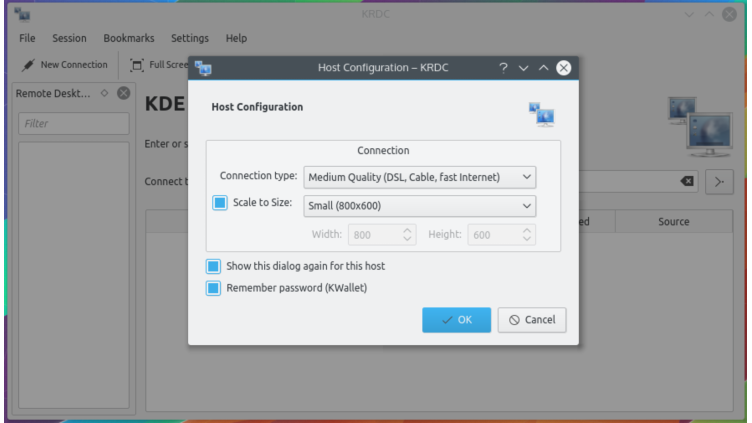 KRDC
File Session Bookmarks Settings Help
New Connection Full Scree
Host Configuration – KRDC
Remote Deskt...
Filter
KDE
Enter or s
Connect t
ed Source
Host Configuration
Connection
Connection type: Medium Quality (DSL, Cable, fast Internet)
Scale to Size: Small (800x600)
Width: 800 Height: 600
Show this dialog again for this host
Remember password (KWallet)
OK Cancel